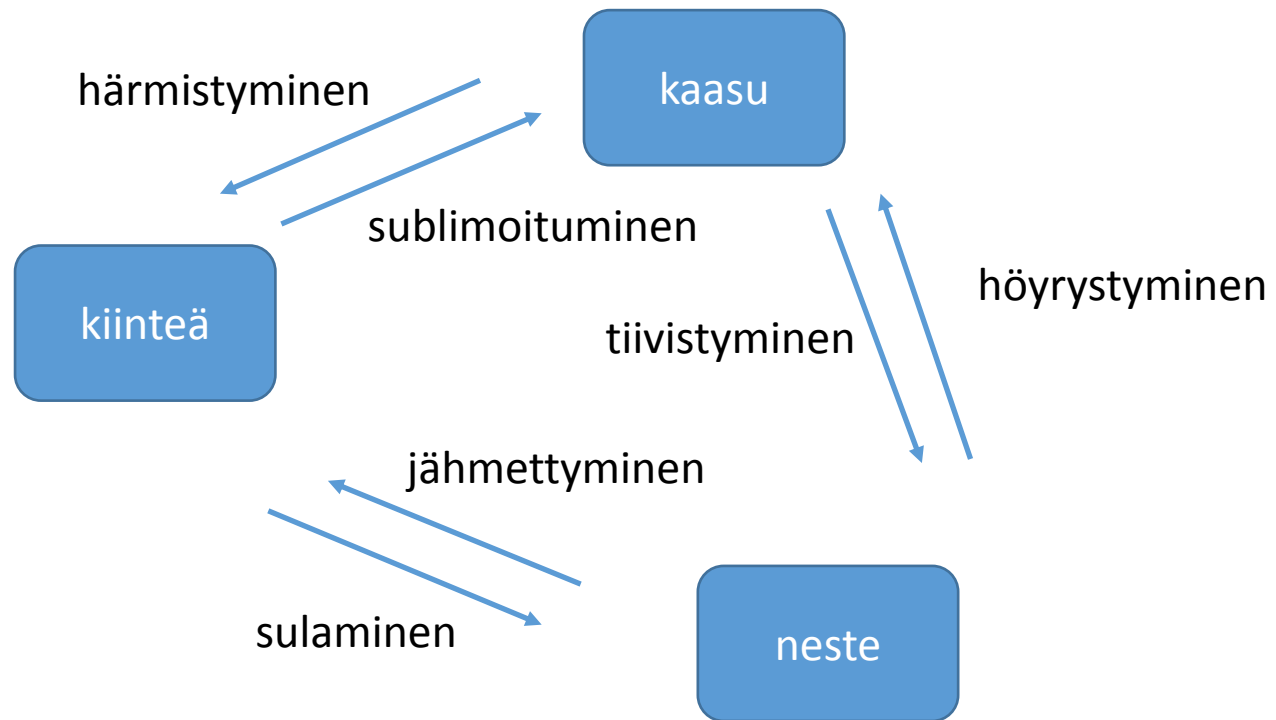 kaasu
härmistyminen
sublimoituminen
höyrystyminen
kiinteä
tiivistyminen
jähmettyminen
sulaminen
neste